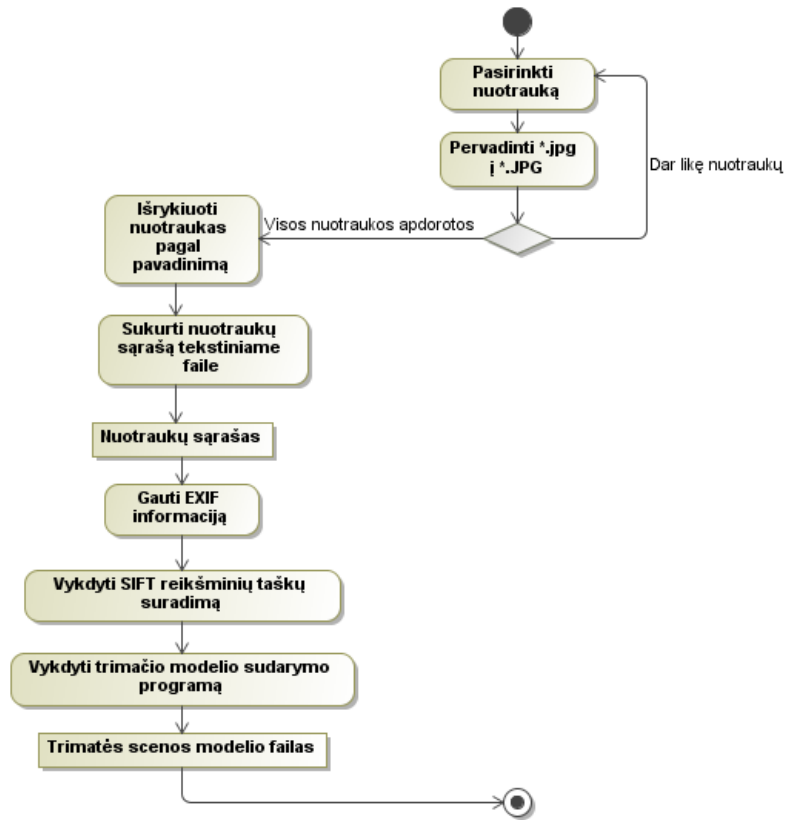 Pasirinkti
nuotrauką
Pervadinti *.jpg
į *.JPG
Dar likę nuotraukų
Visos nuotraukos apdorotos
Išrykiuoti
nuotraukas
pagal
pavadinimą
Sukurti nuotraukų
sąrašą tekstiniame
faile
Nuotraukų sąrašas
Gauti EXIF
informaciją
Vykdyti SIFT reikšminių taškų
suradimą
Vykdyti trimačio modelio sudarymo
programą
Trimatės scenos modelio failas